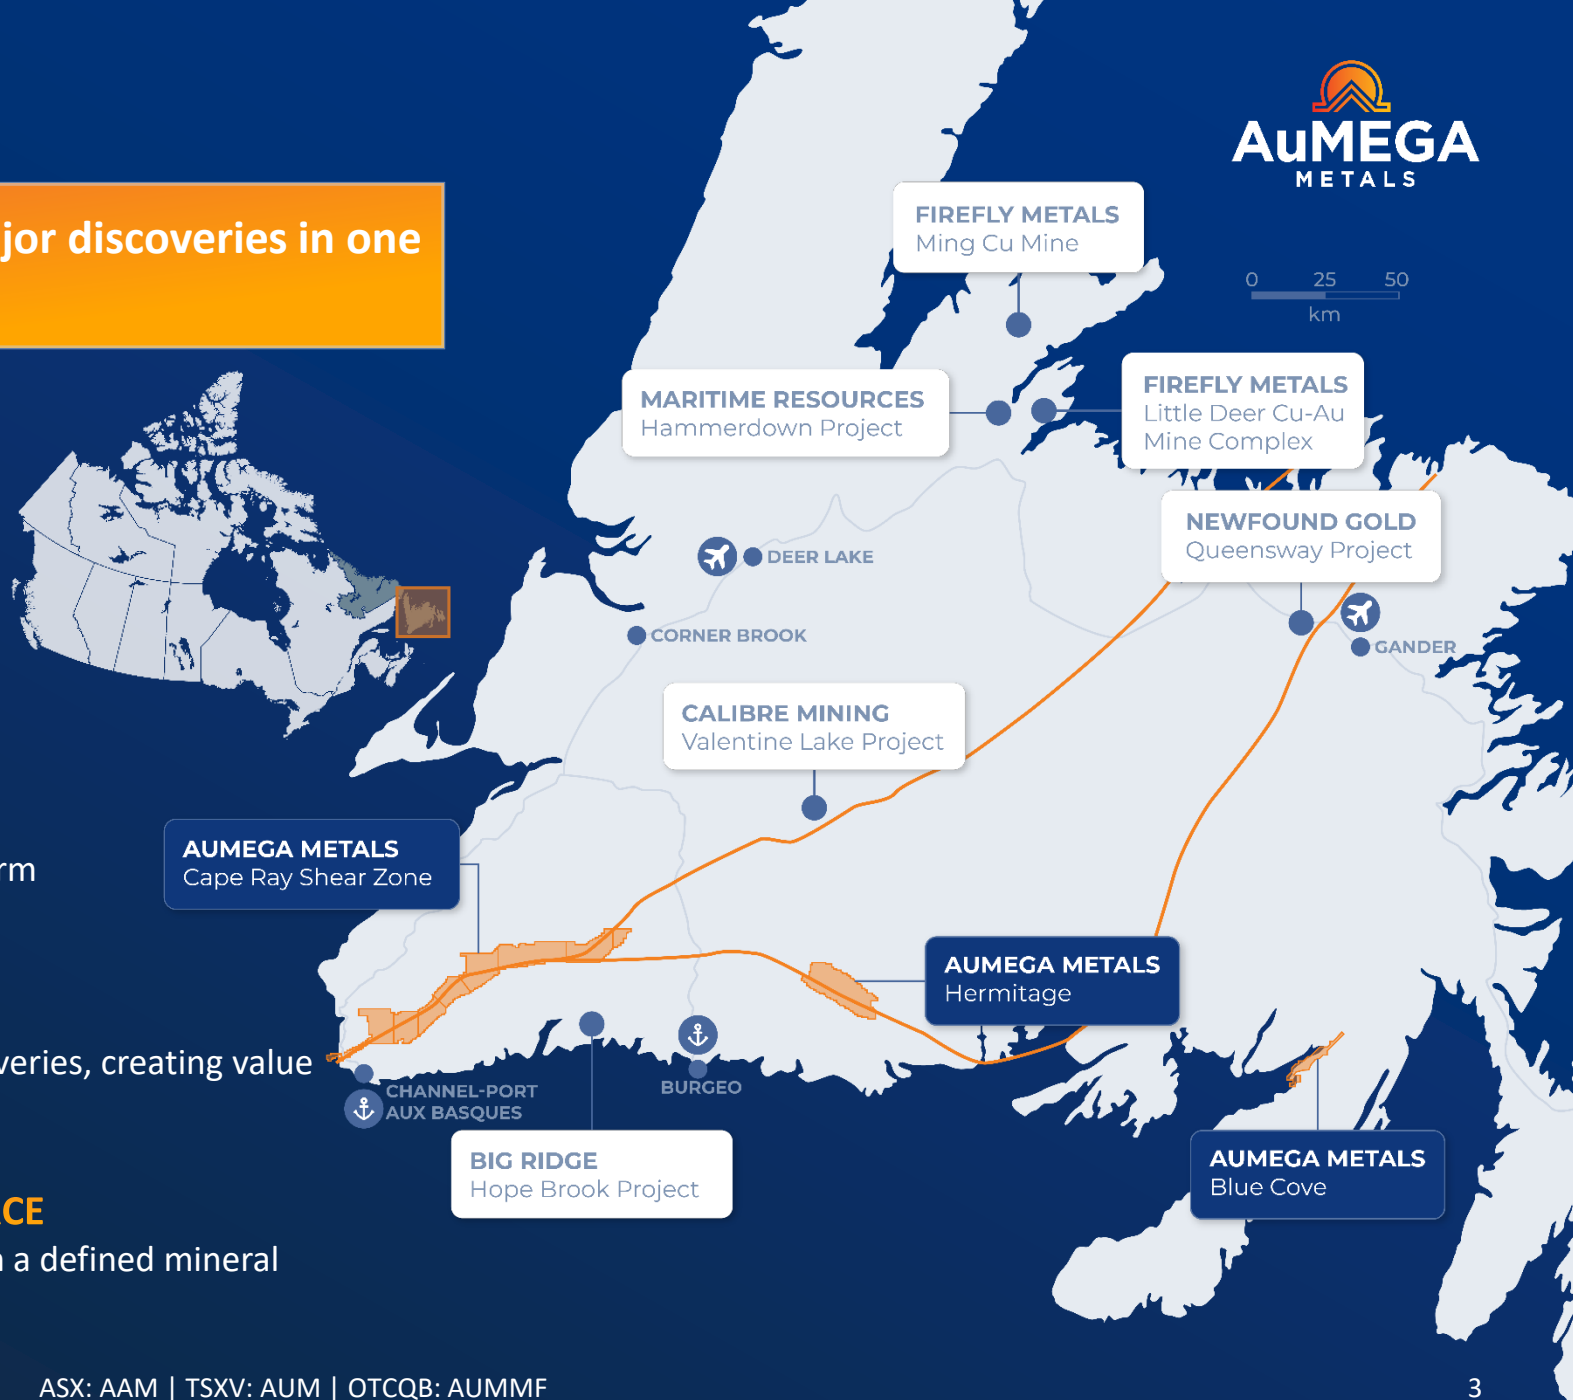 AuMEGA
METALS
jor discoveries in one
FIREFLY METALS
Ming Cu Mine
0 25 50
km
MARITIME RESOURCES
Hammerdown Project
FIREFLY METALS
Little Deer Cu-Au
Mine Complex
NEWFOUND GOLD
Queensway Project
DEER LAKE
CORNER BROOK
GANDER
CALIBRE MINING
Valentine Lake Project
AUMEGA METALS
Cape Ray Shear Zone
rm
AUMEGA METALS
Hermitage
veries, creating value
CHANNEL-PORT
AUX BASQUES
BURGEO
BIG RIDGE
Hope Brook Project
AUMEGA METALS
Blue Cove
CE
a defined mineral
ASX: AAM | TSXV: AUM | OTCQB: AUMMF
3